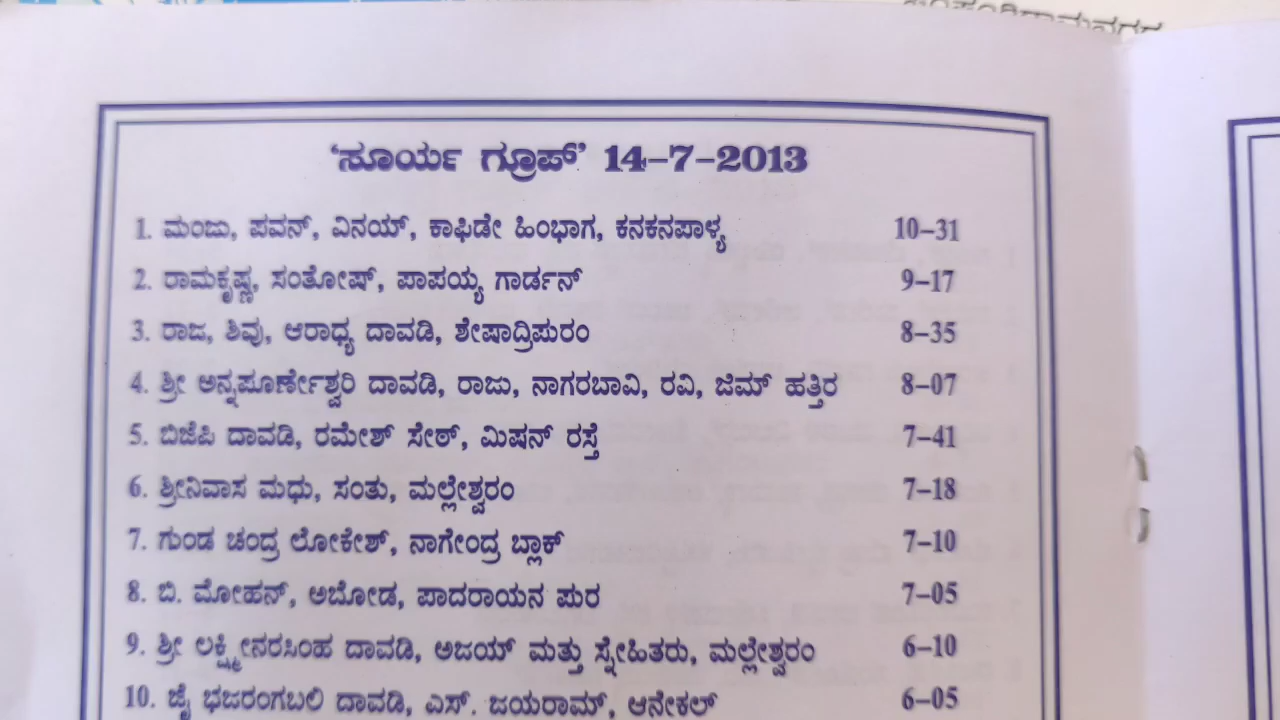 'ಸೂರ್ಯ ಗ್ರೂಪ್' 14-7-2013
1. ಮಂಜು, ಪವನ್, ವಿನಯ್, ಕಾಫಿಡೇ ಹಿಂಭಾಗ, ಕನಕನಪಾಳ್ಯ 10-31
2. ರಾಮಕೃಷ್ಣ, ಸಂತೋಷ್, ಪಾಪಯ್ಯ ಗಾರ್ಡನ್ 9-17
3. ರಾಜ, ಶಿವು, ಆರಾಧ್ಯ ದಾವಡಿ, ಶೇಷಾದ್ರಿಪುರಂ 8-35
4. ಶ್ರೀ ಅನ್ನಪೂರ್ಣೇಶ್ವರಿ ದಾವಡಿ, ರಾಜು, ನಾಗರಬಾವಿ, ರವಿ, ಜಿಮ್ ಹತ್ತಿರ 8-07
5. ಬಿಜೆಪಿ ದಾವಡಿ, ರಮೇಶ್ ಸೇಠ್, ಮಿಷನ್ ರಸ್ತೆ 7-41
6. ಶ್ರೀನಿವಾಸ ಮಧು, ಸಂತು, ಮಲ್ಲೇಶ್ವರಂ 7-18
7. ಗುಂಡ ಚಂದ್ರ ಲೋಕೇಶ್, ನಾಗೇಂದ್ರ ಬ್ಲಾಕ್ 7-10
8. ಬಿ. ಮೋಹನ್, ಅಬೋಡ, ಪಾದರಾಯನ ಪುರ 7-05
9. ಶ್ರೀ ಲಕ್ಷ್ಮೀನರಸಿಂಹ ದಾವಡಿ, ಅಜಯ್ ಮತ್ತು ಸ್ನೇಹಿತರು, ಮಲ್ಲೇಶ್ವರಂ 6-10
10. ಜೈ ಭಜರಂಗಬಲಿ ದಾವಡಿ, ಎಸ್. ಜಯರಾಮ್, ಆನೇಕಲ್ 6-05